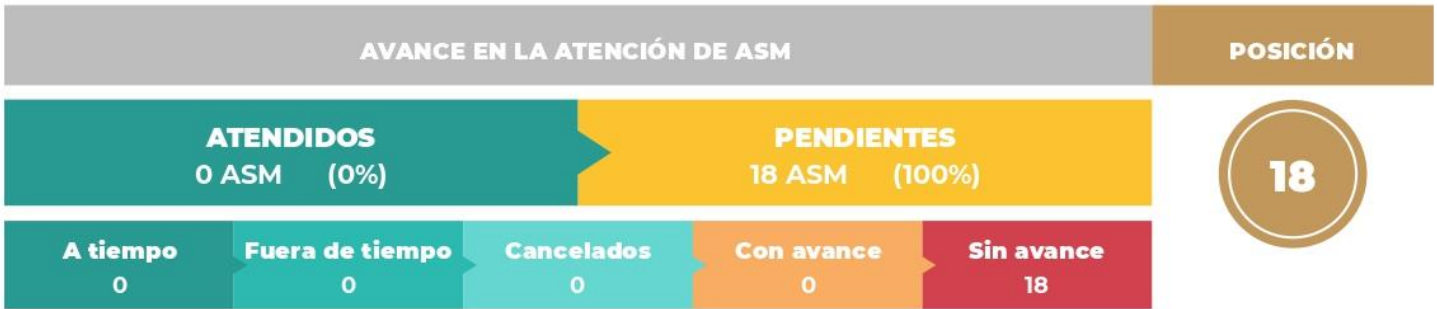 AVANCE EN LA ATENCIÓN DE ASM
POSICIÓN
ATENDIDOS
0 ASM (0%)
PENDIENTES
18 ASM (100%)
18
A tiempo
0
Fuera de tiempo
0
Cancelados
0
Con avance
0
Sin avance
18